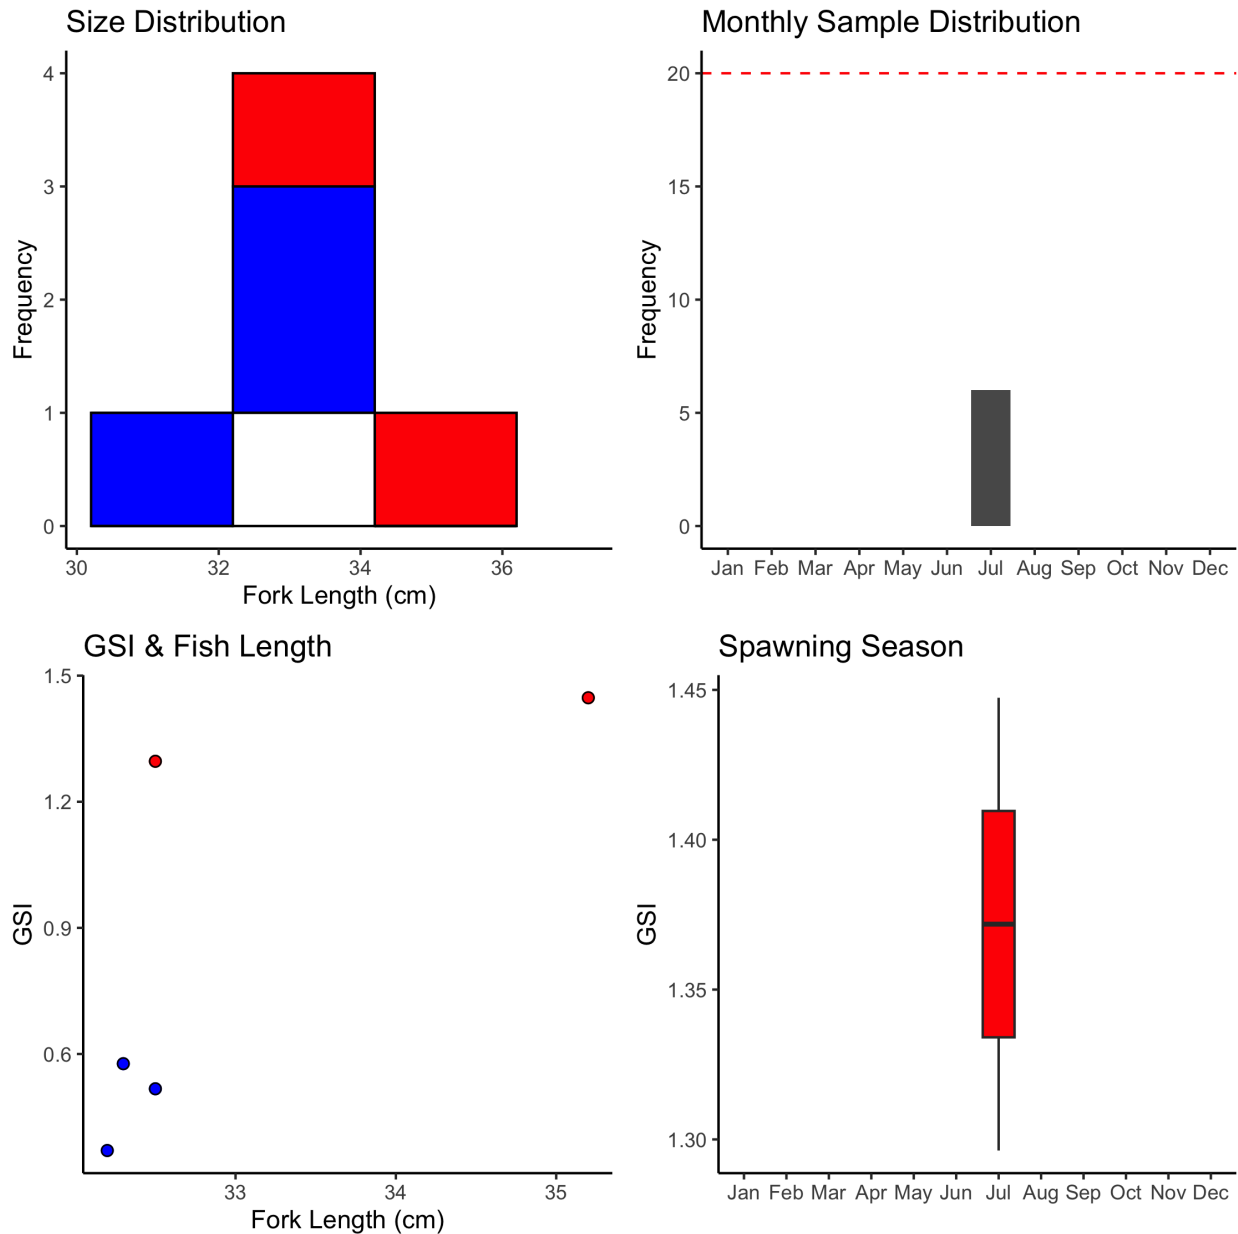 Size Distribution
Frequency
4
3
2
1
0
30 32 34 36
Fork Length (cm)
Monthly Sample Distribution
Frequency
20
15
10
5
0
Jan Feb Mar Apr May Jun Jul Aug Sep Oct Nov Dec
GSI & Fish Length
GSI
1.5
1.2
0.9
0.6
33 34 35
Fork Length (cm)
Spawning Season
GSI
1.45
1.40
1.35
1.30
Jan Feb Mar Apr May Jun Jul Aug Sep Oct Nov Dec